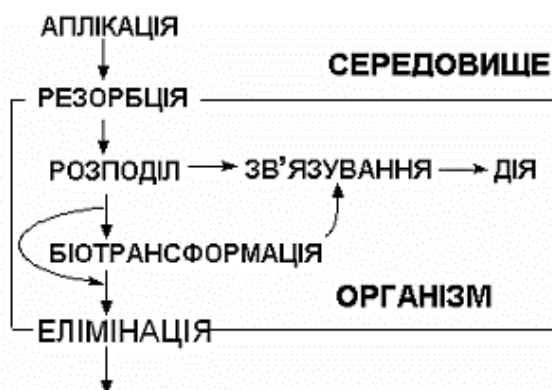 АПЛІКАЦІЯ
СЕРЕДОВИЩЕ
РЕЗОРБЦІЯ
РОЗПОДІЛ
ЗВ'ЯЗУВАННЯ
ДІЯ
БІОТРАНСФОРМАЦІЯ
ОРГАНІЗМ
ЕЛІМІНАЦІЯ